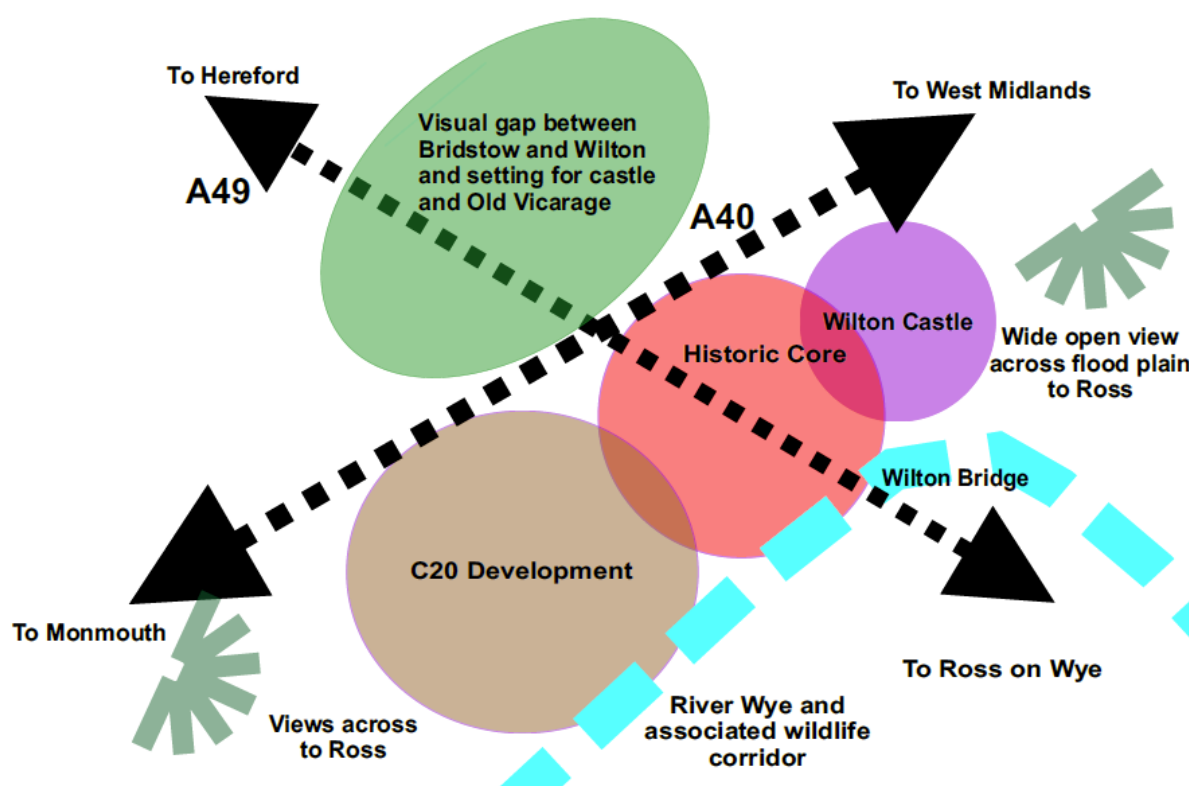 To Hereford
To West Midlands
Visual gap between
Bridstow and Wilton
and setting for castle
and Old Vicarage
A49
A40
Wilton Castle
Historic Core
Wide open view
across flood plain
to Ross
Wilton Bridge
C20 Development
To Monmouth
To Ross on Wye
Views across
to Ross
River Wye and
associated wildlife
corridor